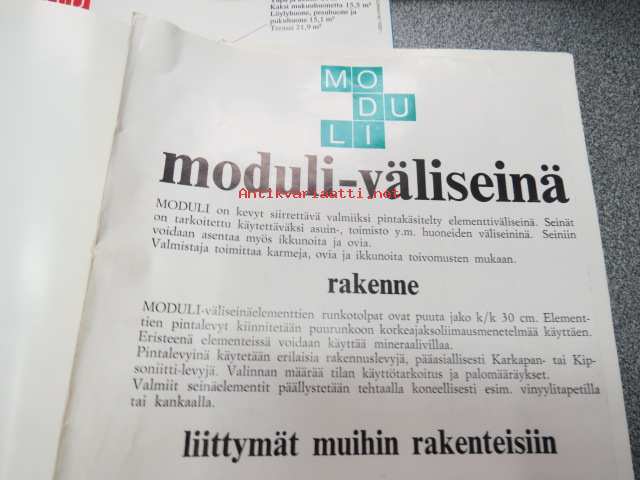 Kaksi makuuhuonetta 15,5 m²
Löylyhuone, pesuhuone ja
pukuhuone 15,1 m²
Terassi 21,9 m²
MO
DU
LI
moduli-väliseinä
Antikvariaatti.net
MODULI on kevyt siirrettävä valmiiksi pintakäsitelty elementtiväliseinä. Seinät
on tarkoitettu käytettäväksi asuin-, toimisto y.m. huoneiden väliseininä. Seiniin
voidaan asentaa myös ikkunoita ja ovia.
Valmistaja toimittaa karmeja, ovia ja ikkunoita toivomusten mukaan.
rakenne
MODULI-väliseinäelementtien runkotolpat ovat puuta jako k/k 30 cm. Element-
tien pintalevyt kiinnitetään puurunkoon korkeajaksoliimausmenetelmää käyttäen.
Eristeenä elementeissä voidaan käyttää mineraalivillaa.
Pintalevyinä käytetään erilaisia rakennuslevyjä, pääasiallisesti Karkapan- tai Kip-
soniitti-levyjä. Valinnan määrää tilan käyttötarkoitus ja palomääräykset.
Valmiit seinäelementit päällystetään tehtaalla koneellisesti esim. vinyylitapetilla
tai kankaalla.
liittymät muihin rakenteisiin